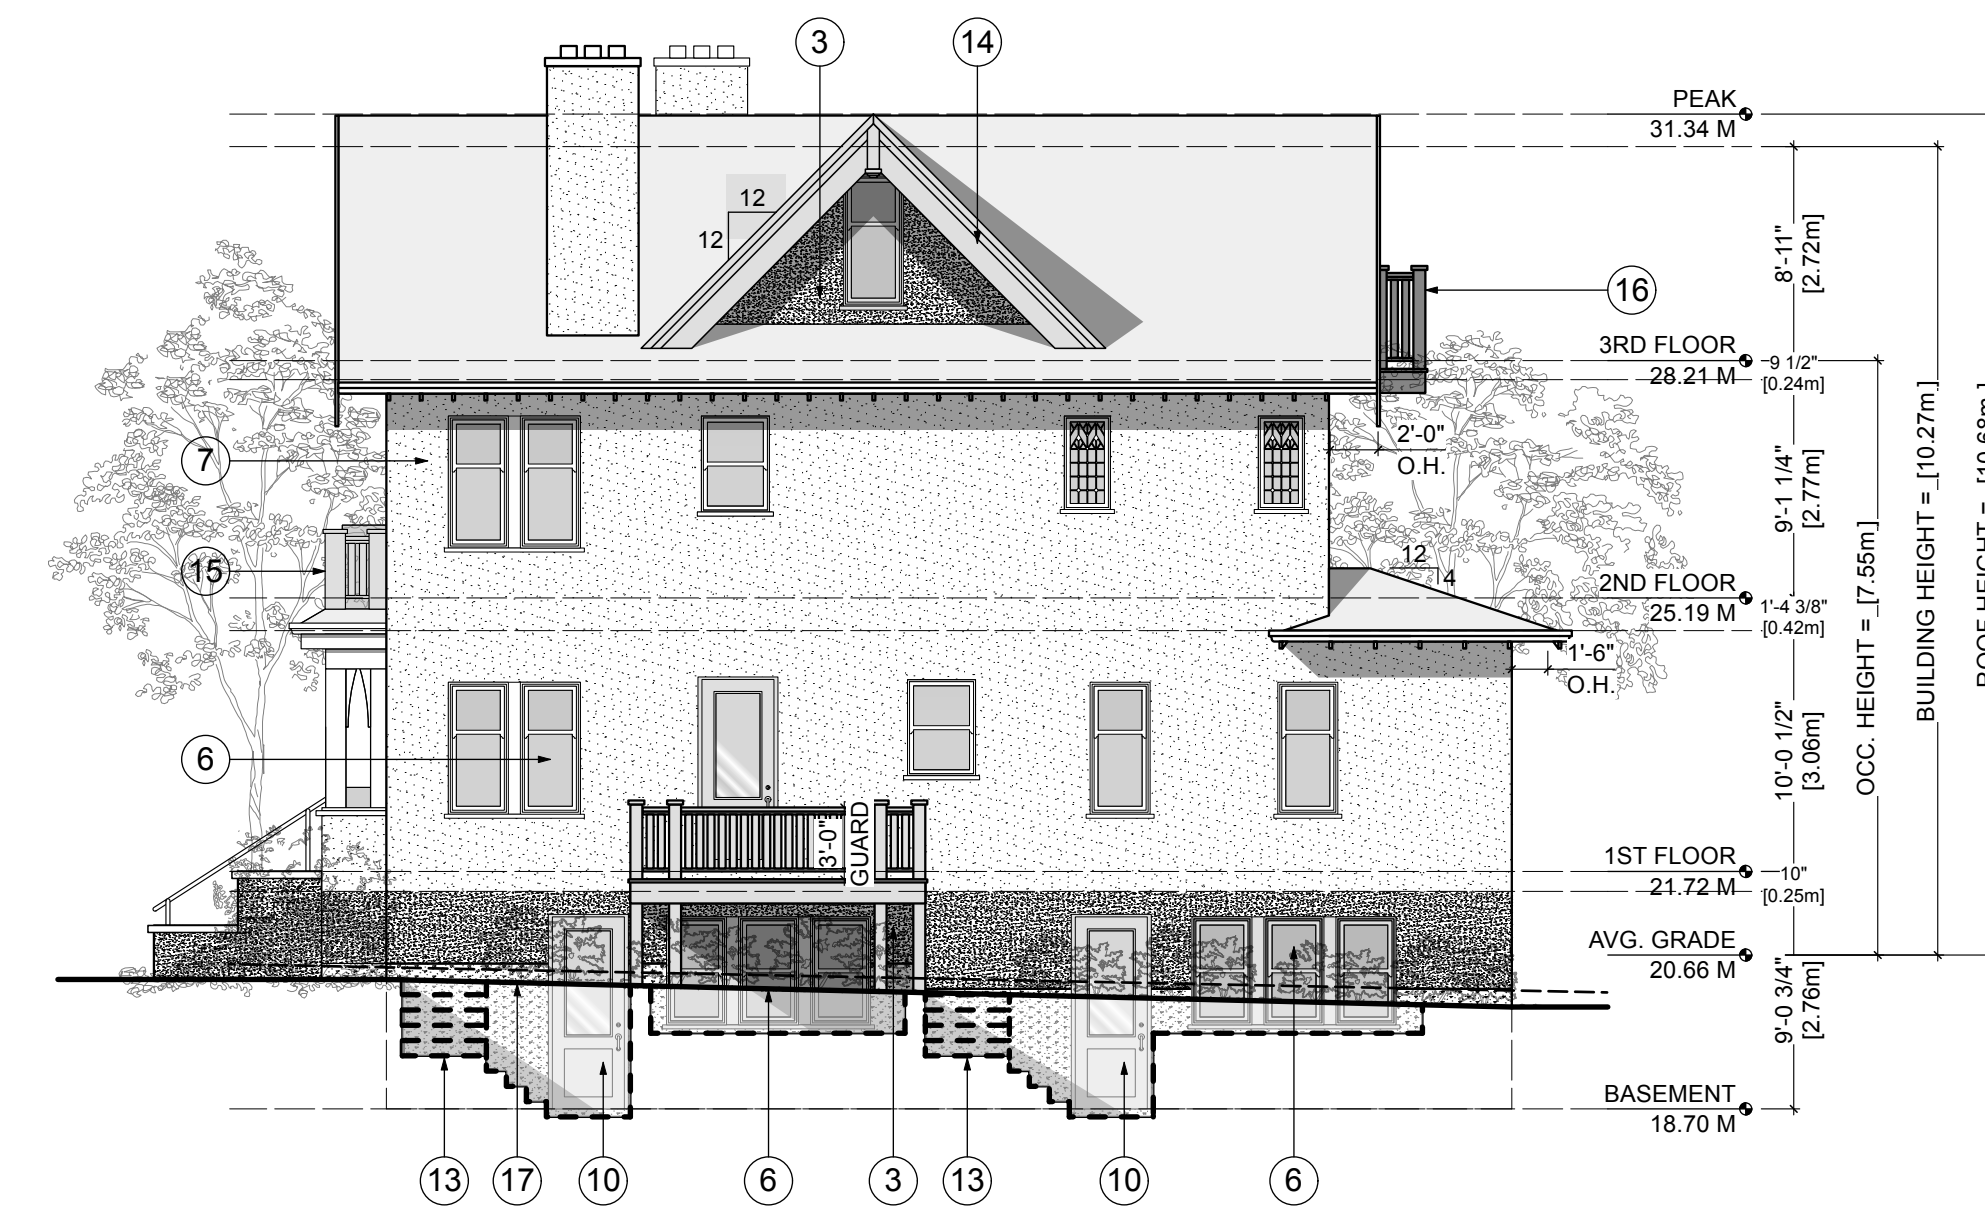 3
14
PEAK
31.34 M
12
12
8'-11"
[2.72m]
16
3RD FLOOR
28.21 M
9 1/2"
[0.24m]
7
2'-0"
O.H.
9'-1 1/4"
[2.77m]
15
12
4
2ND FLOOR
25.19 M
1'-4 3/8"
[0.42m]
1'-6"
O.H.
6
10'-0 1/2"
[3.06m]
OCC. HEIGHT = [7.55m]
BUILDING HEIGHT = [10.27m]
ROOF HEIGHT = [10.68m]
3'-0"
GUARD
1ST FLOOR
21.72 M
10"
[0.25m]
AVG. GRADE
20.66 M
9'-0 3/4"
[2.76m]
BASEMENT
18.70 M
13
17
10
6
3
13
10
6